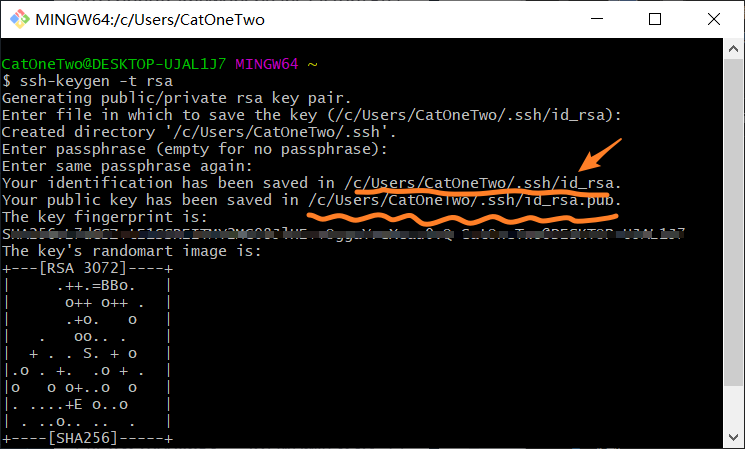 MINGW64:/c/Users/CatOneTwo
CatOneTwo@DESKTOP-UJAL1J7 MINGW64 ~
$ ssh-keygen -t rsa
Generating public/private rsa key pair.
Enter file in which to save the key (/c/Users/CatOneTwo/.ssh/id_rsa):
Created directory '/c/Users/CatOneTwo/.ssh'.
Enter passphrase (empty for no passphrase):
Enter same passphrase again:
Your identification has been saved in /c/Users/CatOneTwo/.ssh/id_rsa.
Your public key has been saved in /c/Users/CatOneTwo/.ssh/id_rsa.pub.
The key fingerprint is:
The key's randomart image is:
+---[RSA 3072]----+
|     .++.=BBo.   |
|      o++ o++ .  |
|      .+o.   o   |
|   .   oo.. .    |
|  + . . S. + o   |
|.o . +.  .o + .  |
|o   o o+..o  o   |
|. ....+E o..o    |
| . ..o.. ..  .   |
+----[SHA256]-----+